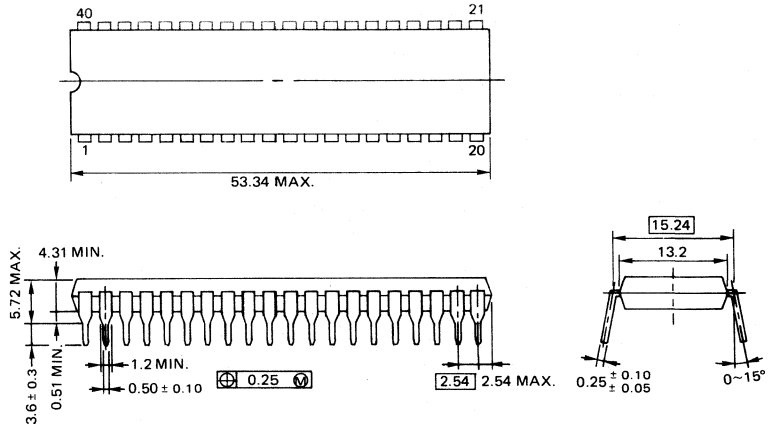 40 21
1 20
53.34 MAX.
5.72 MAX.
4.31 MIN.
3.6 ± 0.3
0.51 MIN.
1.2 MIN.
0.50 ± 0.10
0.25 M
2.54 2.54 MAX.
15.24
13.2
0.25 + 0.10
± 0.05
0~15°